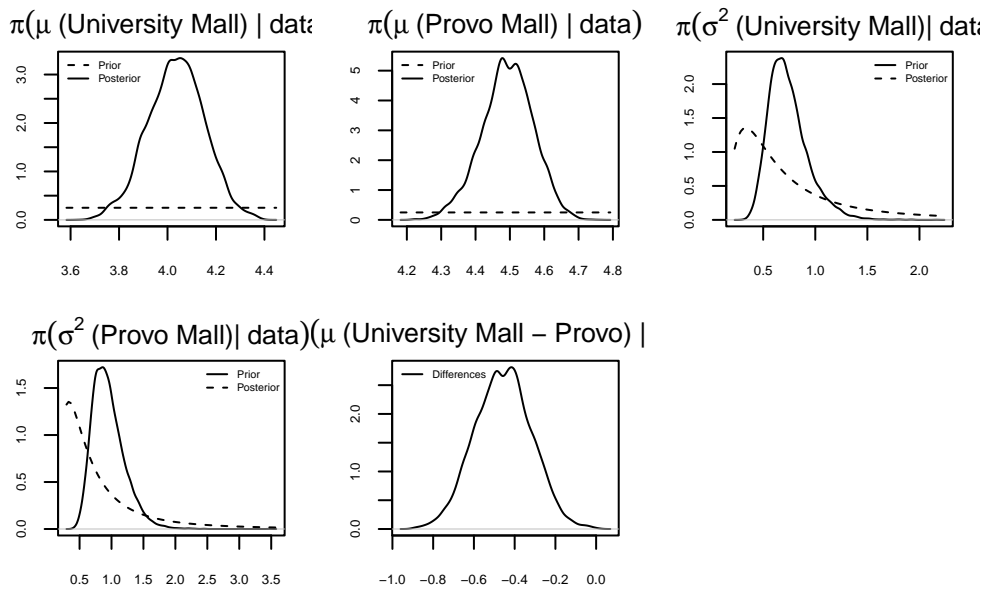 π(μ (University Mall) | data
Prior
Posterior
0.0 1.0 2.0 3.0
3.6 3.8 4.0 4.2 4.4
π(μ (Provo Mall) | data)
Prior
Posterior
0 1 2 3 4 5
4.2 4.3 4.4 4.5 4.6 4.7 4.8
π(σ² (University Mall)| data
Prior
Posterior
0.0 0.5 1.0 1.5 2.0
0.5 1.0 2.0
π(σ² (Provo Mall)| data)
Prior
Posterior
0.0 0.5 1.0 1.5
0.5 1.0 1.5 2.0 2.5 3.0 3.5
(μ (University Mall − Provo) |
Differences
0.0 1.0 2.0
−1.0 −0.8 −0.6 −0.4 −0.2 0.0